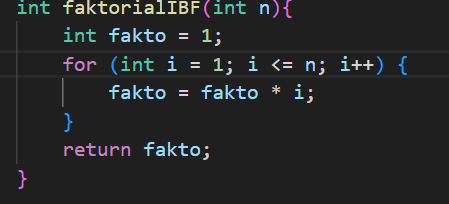 int faktorialIBF(int n){
    int fakto = 1;
    for (int i = 1; i <= n; i++) {
        fakto = fakto * i;
    }
    return fakto;
}